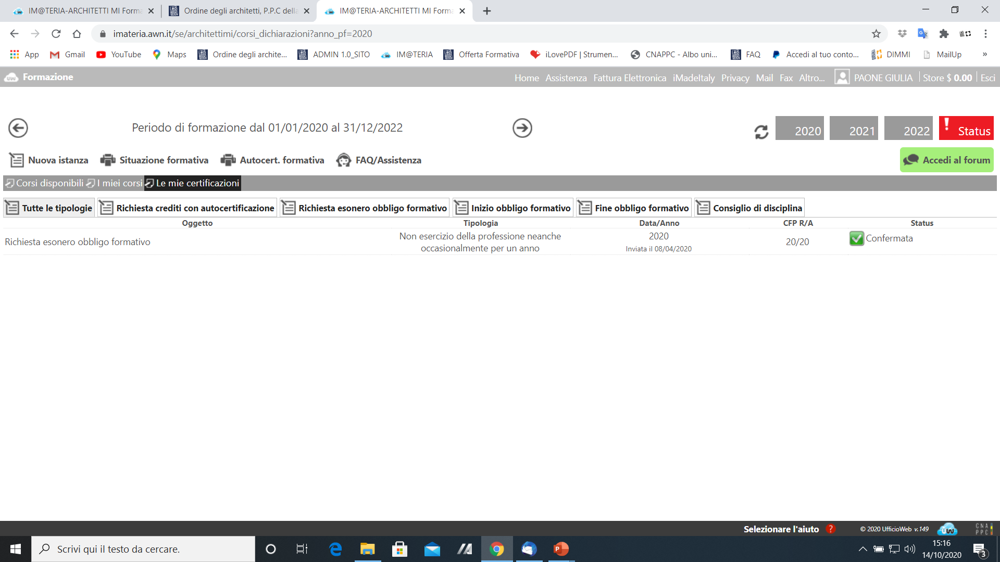 IM@TERIA-ARCHITETTI MI Forma
Ordine degli architetti, P.P.C della
IM@TERIA-ARCHITETTI MI Forma
imateria.awn.it/se/architettimi/corsi_dichiarazioni?anno_pf=2020
App
Gmail
YouTube
Maps
Ordine degli archite...
ADMIN 1.0_SITO
IM@TERIA
Offerta Formativa
iLovePDF | Strumen...
CNAPPC - Albo uni...
FAQ
Accedi al tuo conto...
DIMMI
MailUp
»
UW Formazione
Home Assistenza Fattura Elettronica iMadeItaly Privacy Mail Fax Altro...
PAONE GIULIA
Store $ 0.00
Esci
Periodo di formazione dal 01/01/2020 al 31/12/2022
2020
2021
2022
! Status
Nuova istanza
Situazione formativa
Autocert. formativa
FAQ/Assistenza
Accedi al forum
Corsi disponibili
I miei corsi
Le mie certificazioni
Tutte le tipologie
Richiesta crediti con autocertificazione
Richiesta esonero obbligo formativo
Inizio obbligo formativo
Fine obbligo formativo
Consiglio di disciplina
Oggetto
Tipologia
Data/Anno
CFP R/A
Status
Richiesta esonero obbligo formativo
Non esercizio della professione neanche
occasionalmente per un anno
2020
Inviata il 08/04/2020
20/20
Confermata
Selezionare l'aiuto ?
© 2020 UfficioWeb v.149
UW
CNA
PPC
Scrivi qui il testo da cercare.
15:16
14/10/2020
3